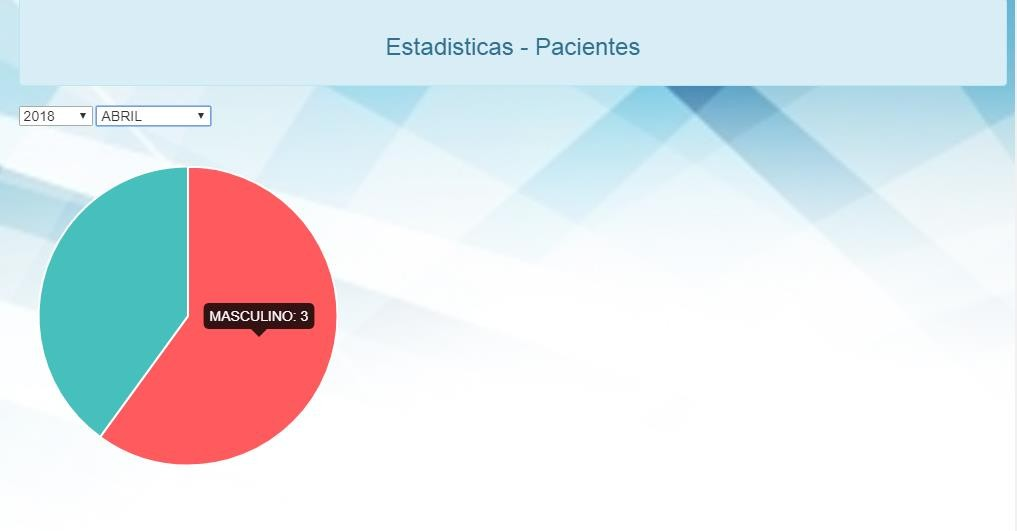 Estadisticas - Pacientes
2018 ABRIL
MASCULINO: 3